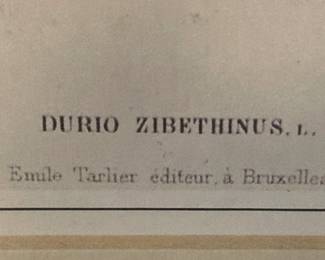 DURIO ZIBETHINUS. L.
Emile Tarlier éditeur, à Bruxelles